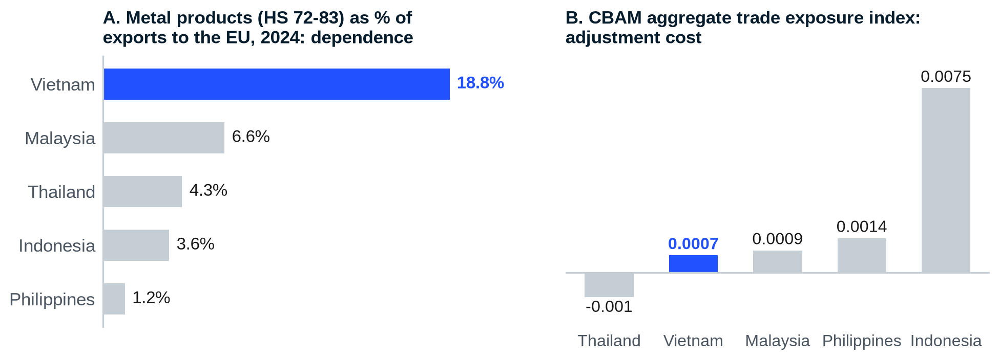 A. Metal products (HS 72-83) as % of
exports to the EU, 2024: dependence
Vietnam
18.8%
Malaysia
6.6%
Thailand
4.3%
Indonesia
3.6%
Philippines
1.2%
B. CBAM aggregate trade exposure index:
adjustment cost
-0.001
0.0007
0.0009
0.0014
0.0075
Thailand
Vietnam
Malaysia
Philippines
Indonesia